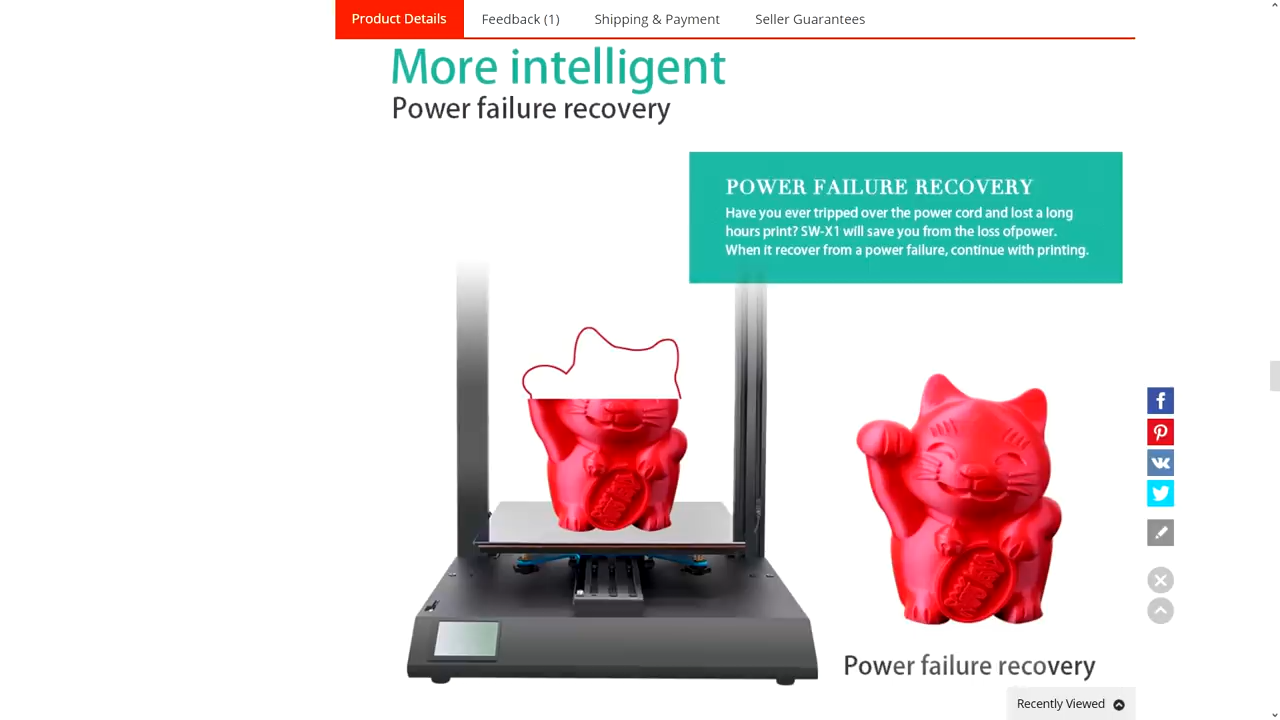 Product Details
Feedback (1)
Shipping & Payment
Seller Guarantees
More intelligent
Power failure recovery
POWER FAILURE RECOVERY
Have you ever tripped over the power cord and lost a long
hours print? SW-X1 will save you from the loss ofpower.
When it recover from a power failure, continue with printing.
Power failure recovery
Recently Viewed